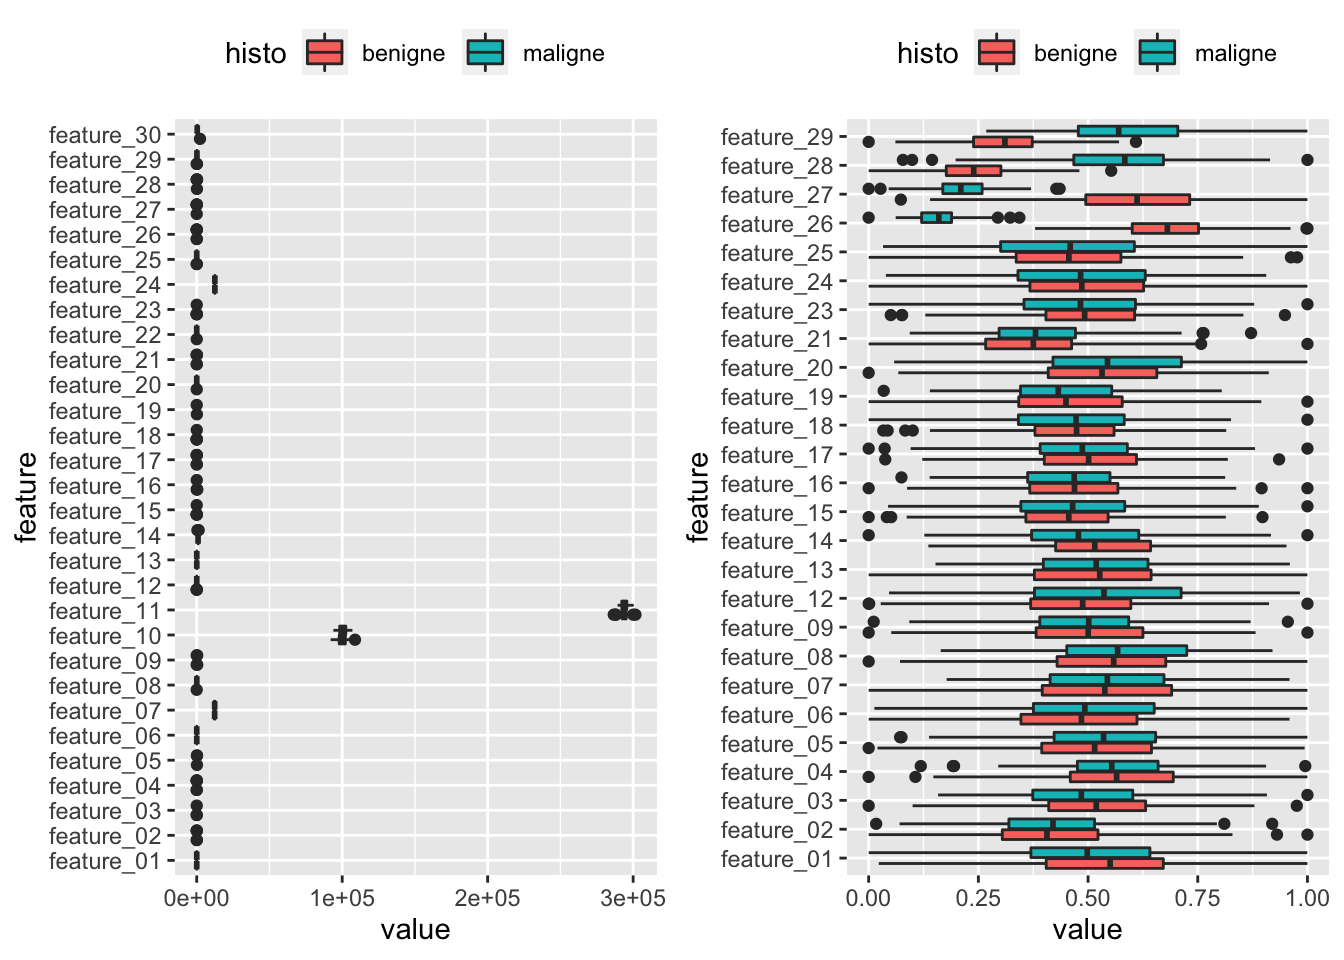 histo benigne maligne
feature_30
feature_29
feature_28
feature_27
feature_26
feature_25
feature_24
feature_23
feature_22
feature_21
feature_20
feature_19
feature_18
feature_17
feature_16
feature_15
feature_14
feature_13
feature_12
feature_11
feature_10
feature_09
feature_08
feature_07
feature_06
feature_05
feature_04
feature_03
feature_02
feature_01
feature
0e+00 1e+05 2e+05 3e+05
value
histo benigne maligne
feature_29
feature_28
feature_27
feature_26
feature_25
feature_24
feature_23
feature_21
feature_20
feature_19
feature_18
feature_17
feature_16
feature_15
feature_14
feature_13
feature_12
feature_09
feature_08
feature_07
feature_06
feature_05
feature_04
feature_03
feature_02
feature_01
feature
0.00 0.25 0.50 0.75 1.00
value